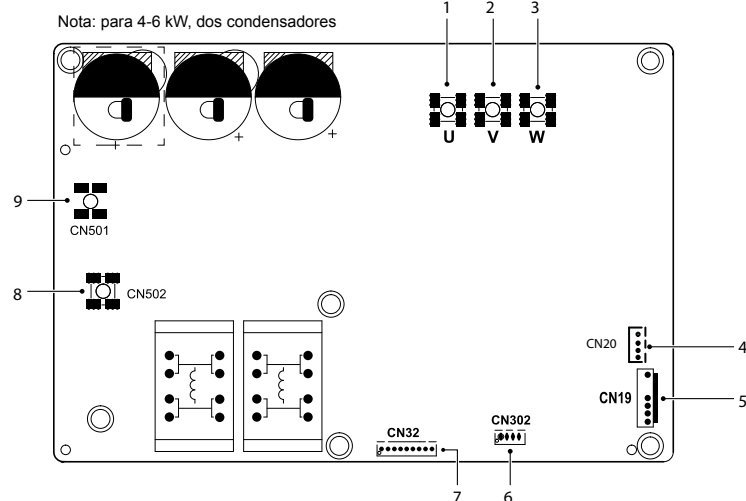 Nota: para 4-6 kW, dos condensadores
1 2 3
U V W
9
CN501
8
CN502
CN20
4
CN19
5
CN32
CN302
7 6